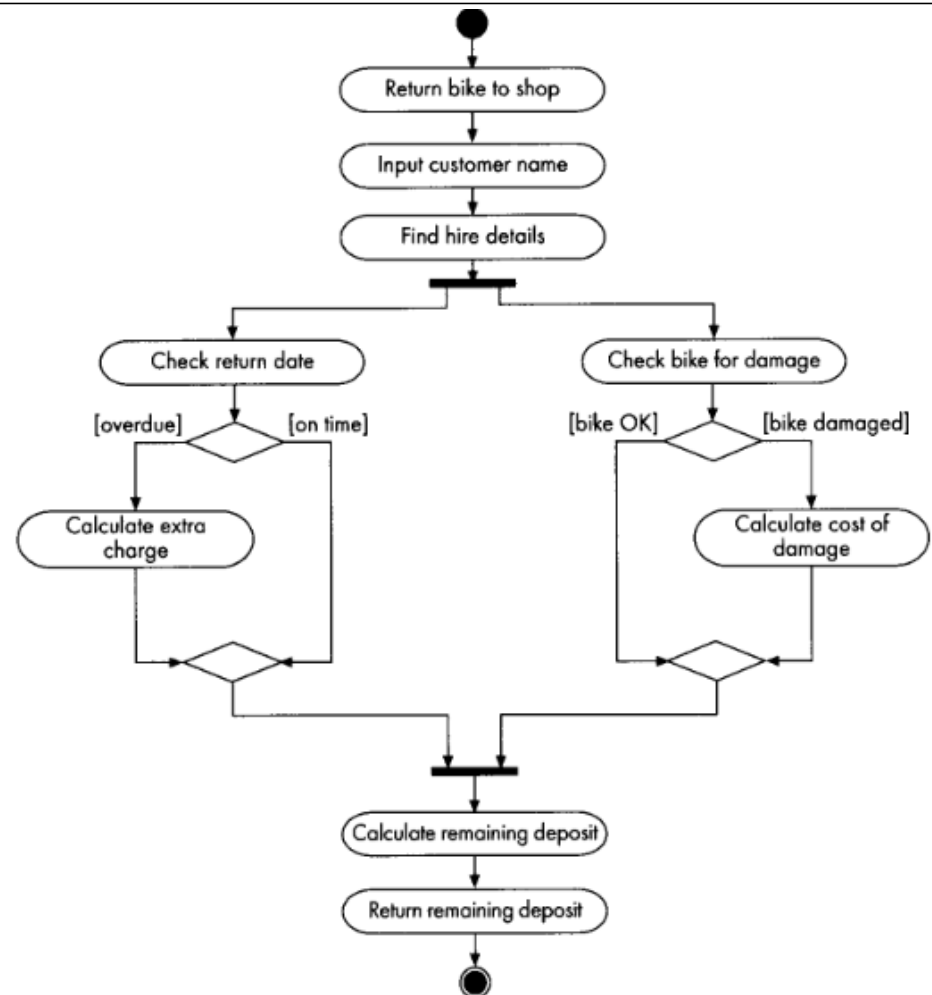 Return bike to shop
Input customer name
Find hire details
Check return date
Check bike for damage
[overdue]
[on time]
[bike OK]
[bike damaged]
Calculate extra
charge
Calculate cost of
damage
Calculate remaining deposit
Return remaining deposit